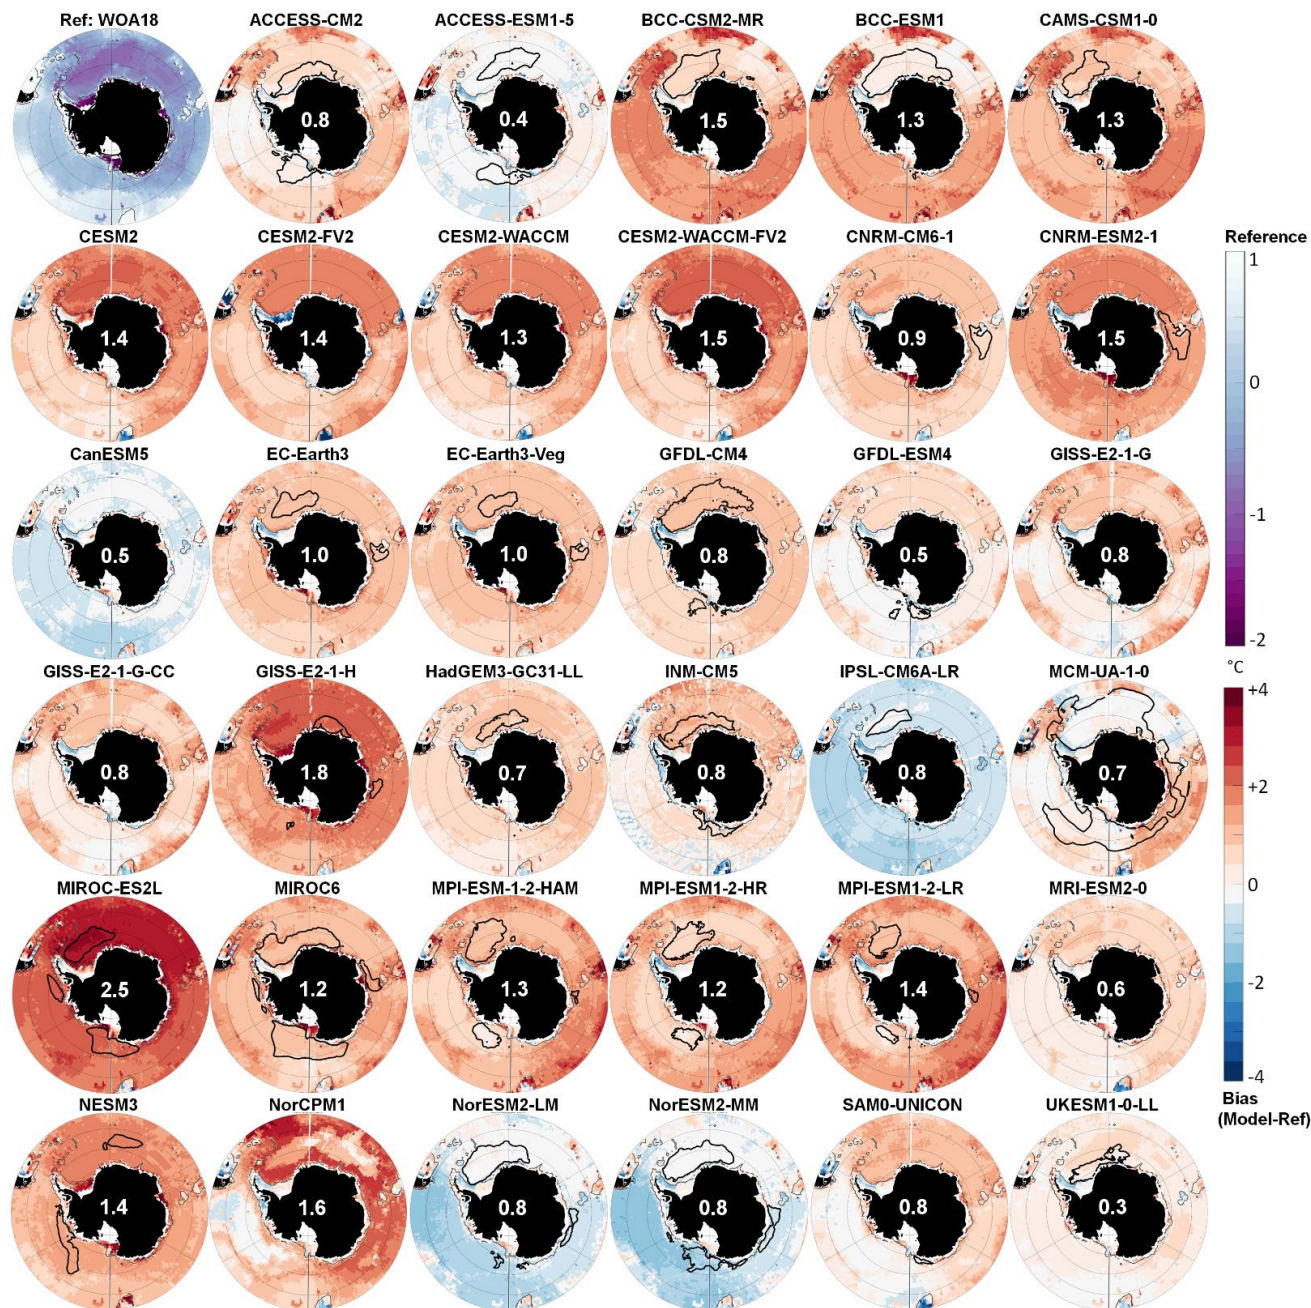 Ref: WOA18 ACCESS-CM2 ACCESS-ESM1-5 BCC-CSM2-MR BCC-ESM1 CAMS-CSM1-0
0.8 0.4 1.5 1.3 1.3
CESM2 CESM2-FV2 CESM2-WACCM CESM2-WACCM-FV2 CNRM-CM6-1 CNRM-ESM2-1 Reference
1.4 1.4 1.3 1.5 0.9 1.5
1
0
-1
-2
CanESM5 EC-Earth3 EC-Earth3-Veg GFDL-CM4 GFDL-ESM4 GISS-E2-1-G
0.5 1.0 1.0 0.8 0.5 0.8
GISS-E2-1-G-CC GISS-E2-1-H HadGEM3-GC31-LL INM-CM5 IPSL-CM6A-LR MCM-UA-1-0 °C
0.8 1.8 0.7 0.8 0.8 0.7
+4
+2
0
-2
-4
MIROC-ES2L MIROC6 MPI-ESM-1-2-HAM MPI-ESM1-2-HR MPI-ESM1-2-LR MRI-ESM2-0
2.5 1.2 1.3 1.2 1.4 0.6
Bias
(Model-Ref)
NESM3 NorCPM1 NorESM2-LM NorESM2-MM SAM0-UNICON UKESM1-0-LL
1.4 1.6 0.8 0.8 0.8 0.3